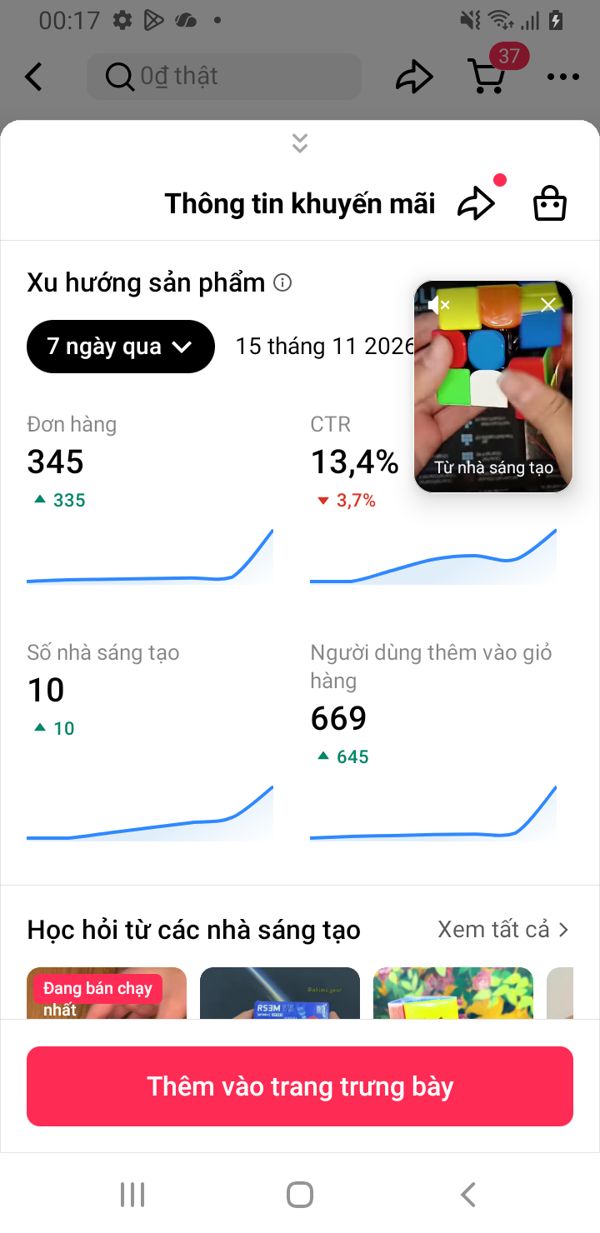 00:17
0₫ thật
37
Thông tin khuyến mãi
Xu hướng sản phẩm
7 ngày qua
15 tháng 11 2026
Từ nhà sáng tạo
Đơn hàng
345
335
CTR
13,4%
3,7%
Số nhà sáng tạo
10
10
Người dùng thêm vào giỏ
hàng
669
645
Học hỏi từ các nhà sáng tạo
Xem tất cả
Đang bán chạy
nhất
RS3M
Thêm vào trang trưng bày